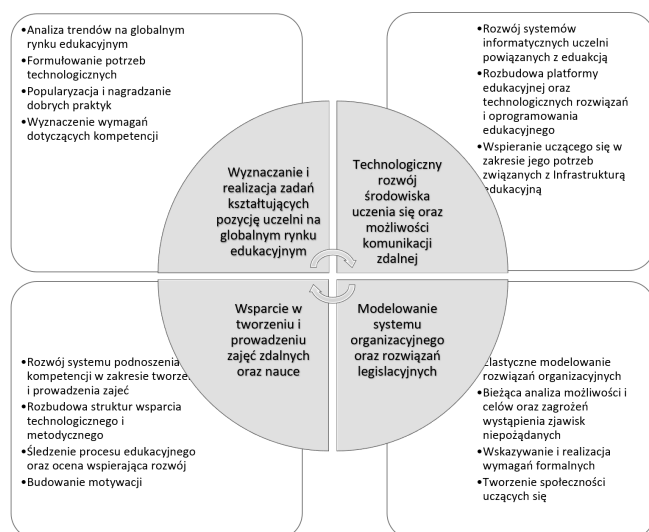 •Analiza trendów na globalnym
rynku edukacyjnym
•Formułowanie potrzeb
technologicznych
•Popularyzacja i nagradzanie
dobrych praktyk
•Wyznaczenie wymagań
dotyczących kompetencji
•Rozwój systemów
informatycznych uczelni
powiązanych z eduakcją
•Rozbudowa platformy
edukacyjnej oraz
technologicznych rozwiązań
i oprogramowania
edukacyjnego
•Wspieranie uczącego się w
zakresie jego potrzeb
związanych z Infrastrukturą
edukacyjną
Wyznaczanie i
realizacja zadań
kształtujących
pozycję uczelni na
globalnym rynku
edukacyjnym
Technologiczny
rozwój
środowiska
uczenia się oraz
możliwości
komunikacji
zdalnej
Wsparcie w
tworzeniu i
prowadzeniu
zajęć zdalnych
oraz nauce
Modelowanie
systemu
organizacyjnego
oraz rozwiązań
legislacyjnych
•Rozwój systemu podnoszenia
kompetencji w zakresie tworze
i prowadzenia zajeć
•Rozbudowa struktur wsparcia
technologicznego i
metodycznego
•Śledzenie procesu edukacyjnego
oraz ocena wspierająca rozwój
•Budowanie motywacji
Elastyczne modelowanie
rozwiązań organizacyjnych
•Bieżąca analiza możliwości i
celów oraz zagrożeń
wystąpienia zjawisk
niepożądanych
•Wskazywanie i realizacja
wymagań formalnych
•Tworzenie społeczności
uczących się